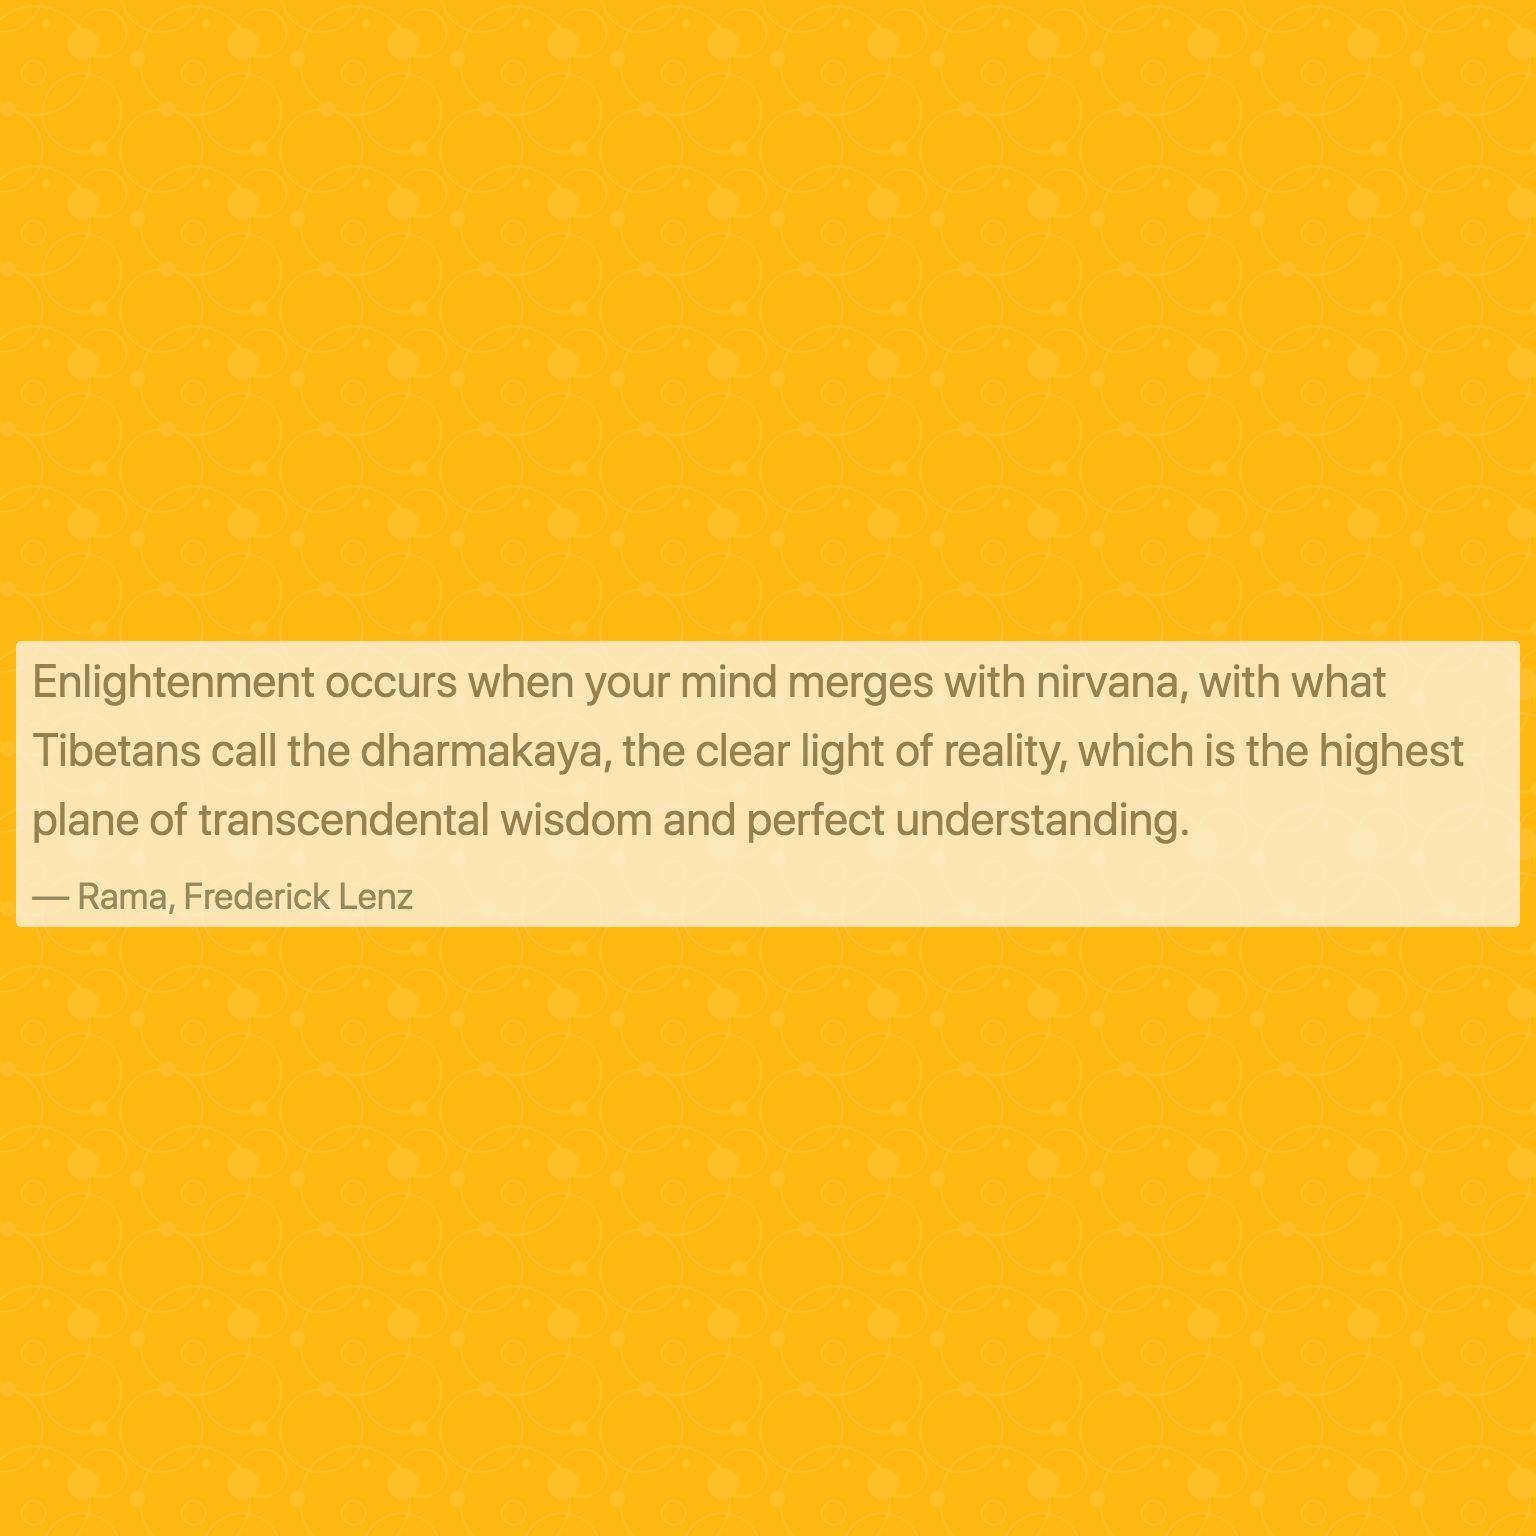 Enlightenment occurs when your mind merges with nirvana, with what
Tibetans call the dharmakaya, the clear light of reality, which is the highest
plane of transcendental wisdom and perfect understanding.
— Rama, Frederick Lenz